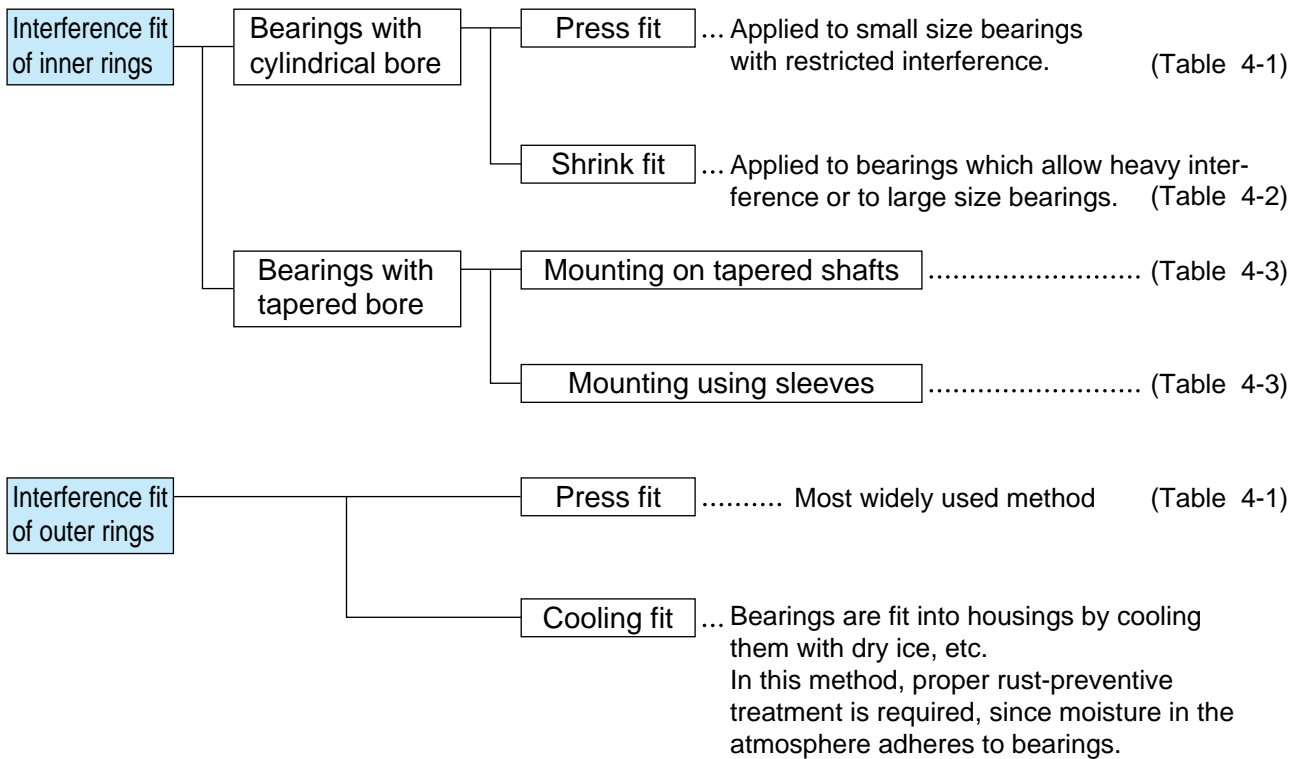 Interference fit
of inner rings
Bearings with
cylindrical bore
Press fit
... Applied to small size bearings
with restricted interference.
(Table 4-1)
Shrink fit
... Applied to bearings which allow heavy inter-
ference or to large size bearings.
(Table 4-2)
Bearings with
tapered bore
Mounting on tapered shafts
.......................... (Table 4-3)
Mounting using sleeves
.......................... (Table 4-3)
Interference fit
of outer rings
Press fit
.......... Most widely used method
(Table 4-1)
Cooling fit
... Bearings are fit into housings by cooling
them with dry ice, etc.
In this method, proper rust-preventive
treatment is required, since moisture in the
atmosphere adheres to bearings.